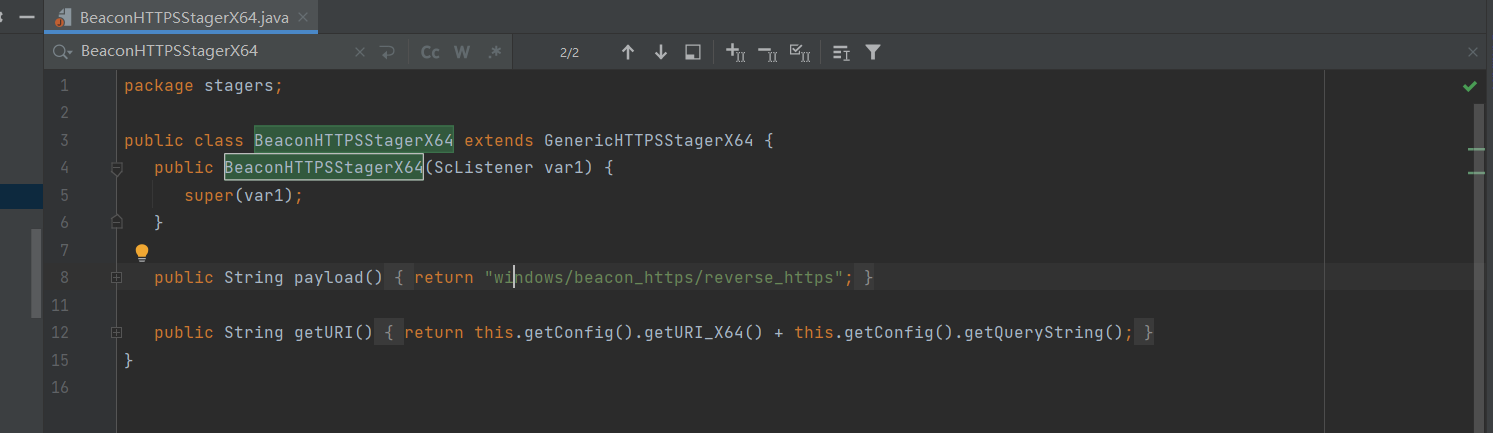 BeaconHTTPSStagerX64.java
BeaconHTTPSStagerX64
Cc W .* 2/2
1 package stagers;
2
3 public class BeaconHTTPSStagerX64 extends GenericHTTPSStagerX64 {
4 public BeaconHTTPSStagerX64(ScListener var1) {
5 super(var1);
6 }
7
8 public String payload() { return "windows/beacon_https/reverse_https"; }
11
12 public String getURI() { return this.getConfig().getURI_X64() + this.getConfig().getQueryString(); }
15 }
16